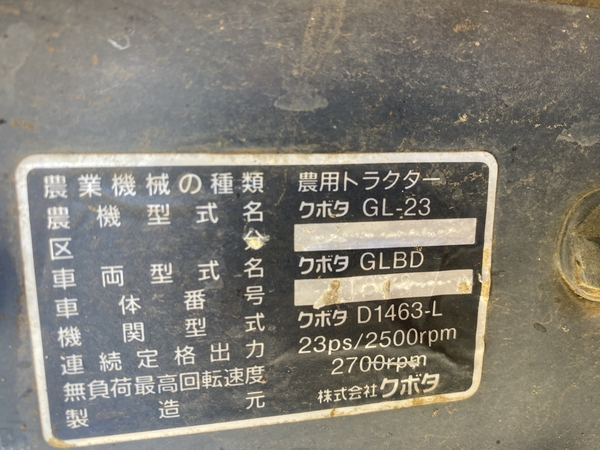 農業機械の種類 農用トラクター
農機型式名 クボタ GL-23
区分
車両型式名 クボタ GLBD
車体番号
機関型式 クボタ D1463-L
連続定格出力 23ps/2500rpm
無負荷最高回転速度 2700rpm
製造元 株式会社クボタ